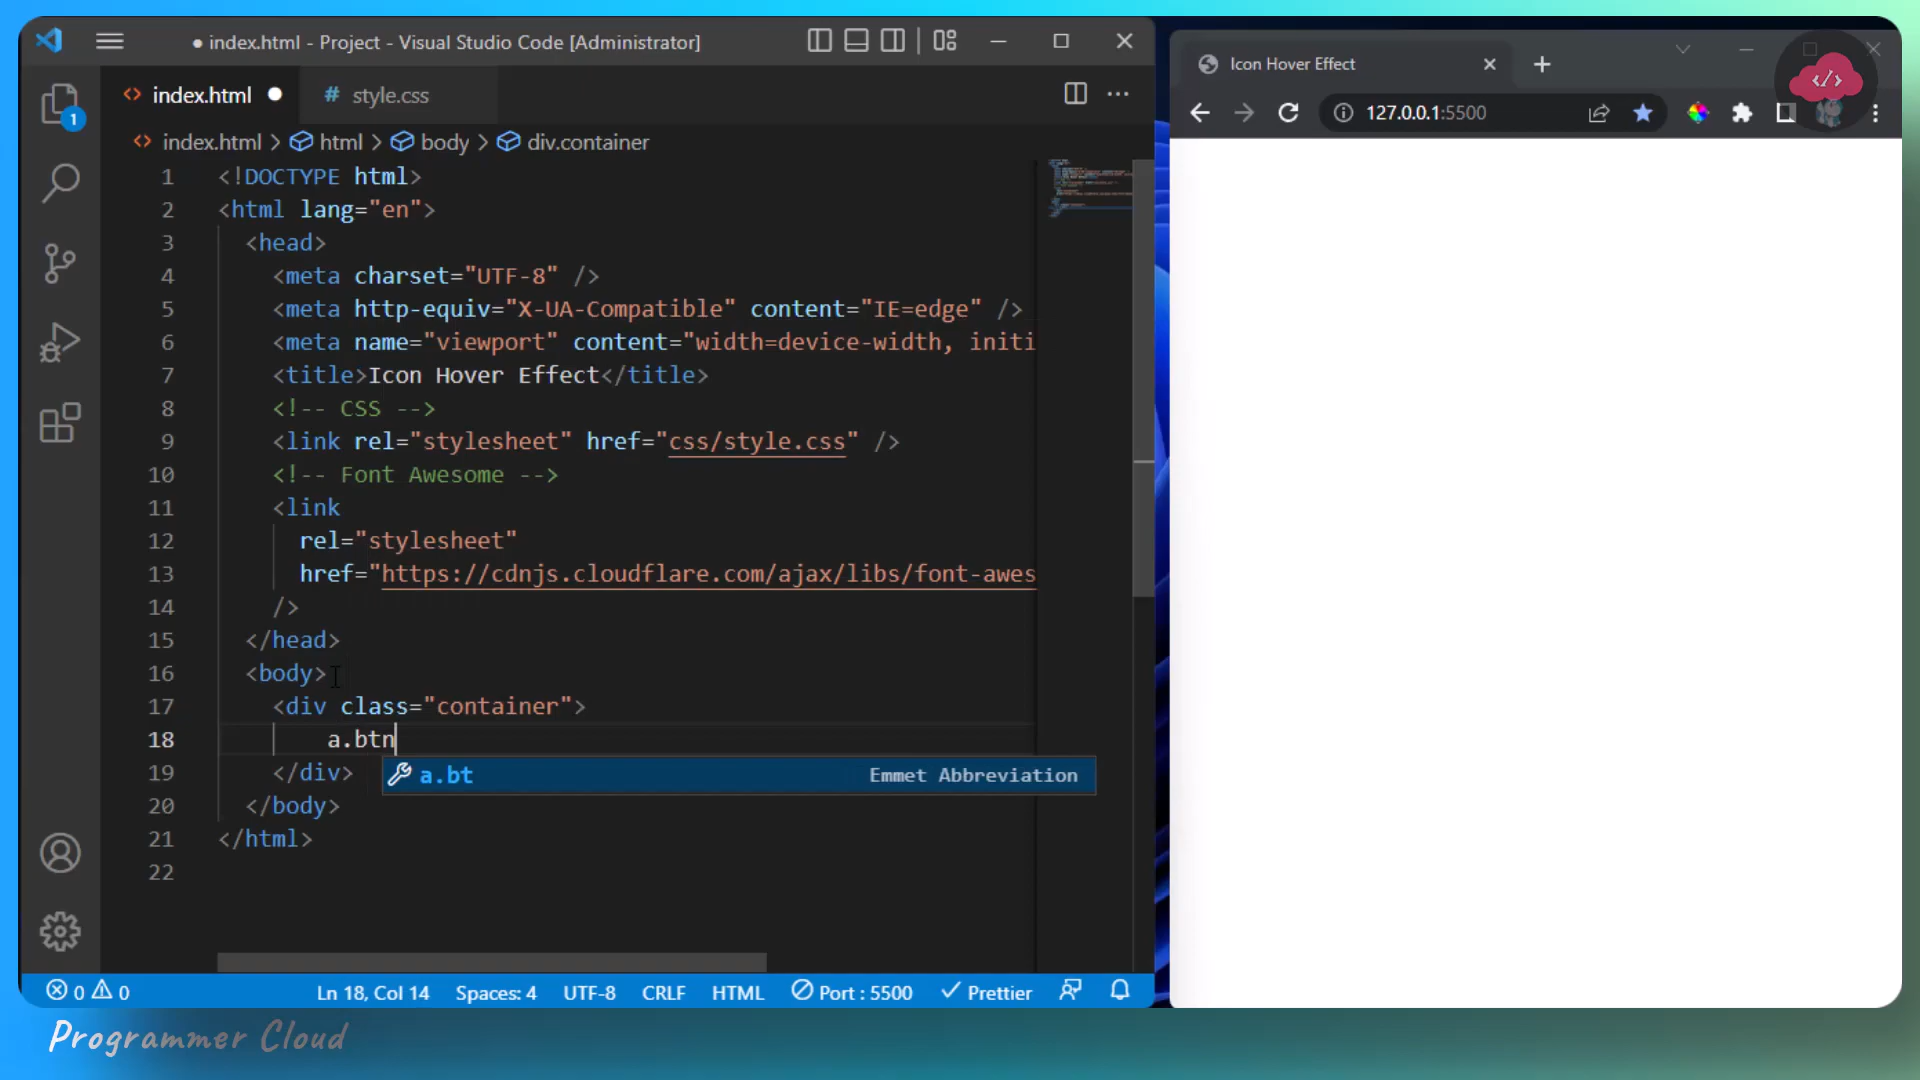 ● index.html - Project - Visual Studio Code [Administrator]
<> index.html ●
# style.css
<> index.html > html > body > div.container
1 <!DOCTYPE html>
2 <html lang="en">
3 <head>
4 <meta charset="UTF-8" />
5 <meta http-equiv="X-UA-Compatible" content="IE=edge" />
6 <meta name="viewport" content="width=device-width, initi
7 <title>Icon Hover Effect</title>
8 <!-- CSS -->
9 <link rel="stylesheet" href="css/style.css" />
10 <!-- Font Awesome -->
11 <link
12 rel="stylesheet"
13 href="https://cdnjs.cloudflare.com/ajax/libs/font-awes
14 />
15 </head>
16 <body>
17 <div class="container">
18 a.btn
a.bt Emmet Abbreviation
19 </div>
20 </body>
21 </html>
22
1
0 0
Ln 18, Col 14 Spaces: 4 UTF-8 CRLF HTML Port : 5500 Prettier
Icon Hover Effect
127.0.0.1:5500
</>
Programmer Cloud